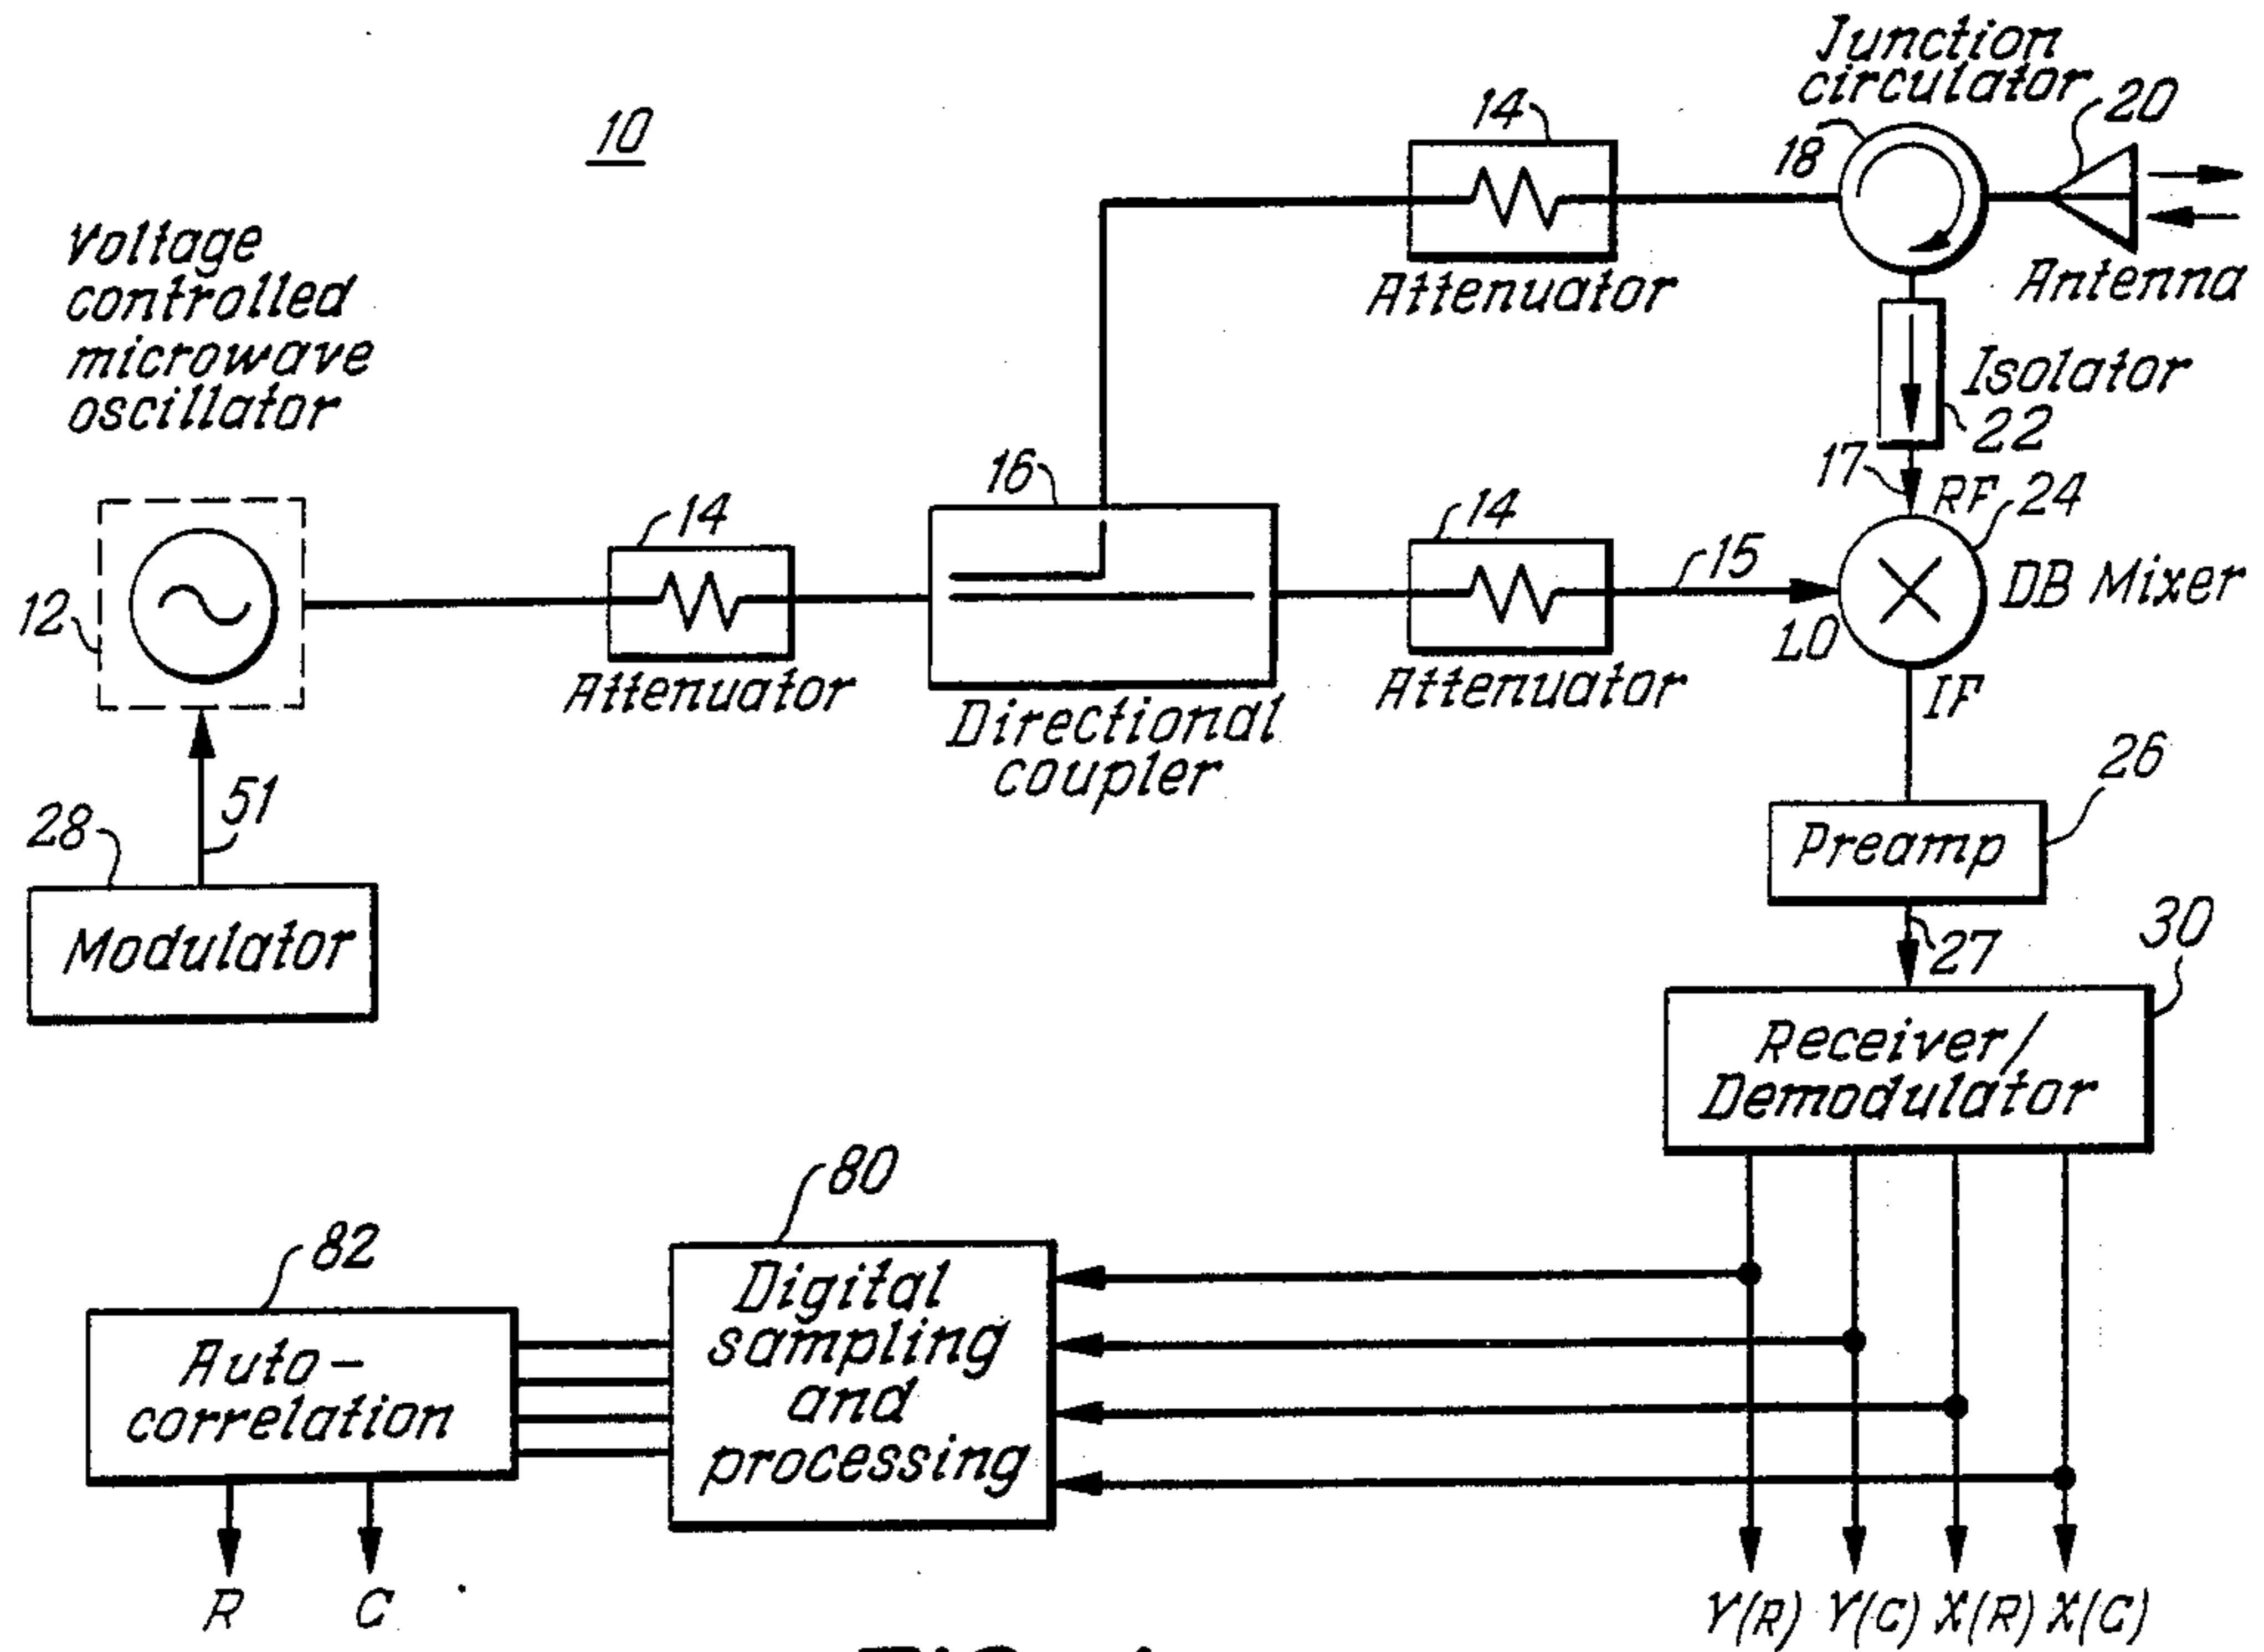 Junction
circulator
20
18
10
14
Attenuator
Antenna
Voltage
controlled
microwave
oscillator
Isolator
22
17
RF
24
16
14
14
15
12
LO
DB Mixer
IF
Attenuator
Attenuator
Directional
coupler
51
28
Modulator
26
Preamp
27
30
Receiver/
Demodulator
80
82
Digital
sampling
and
processing
Auto-
correlation
R
C
Y(R)
Y(C)
X(R)
X(C)